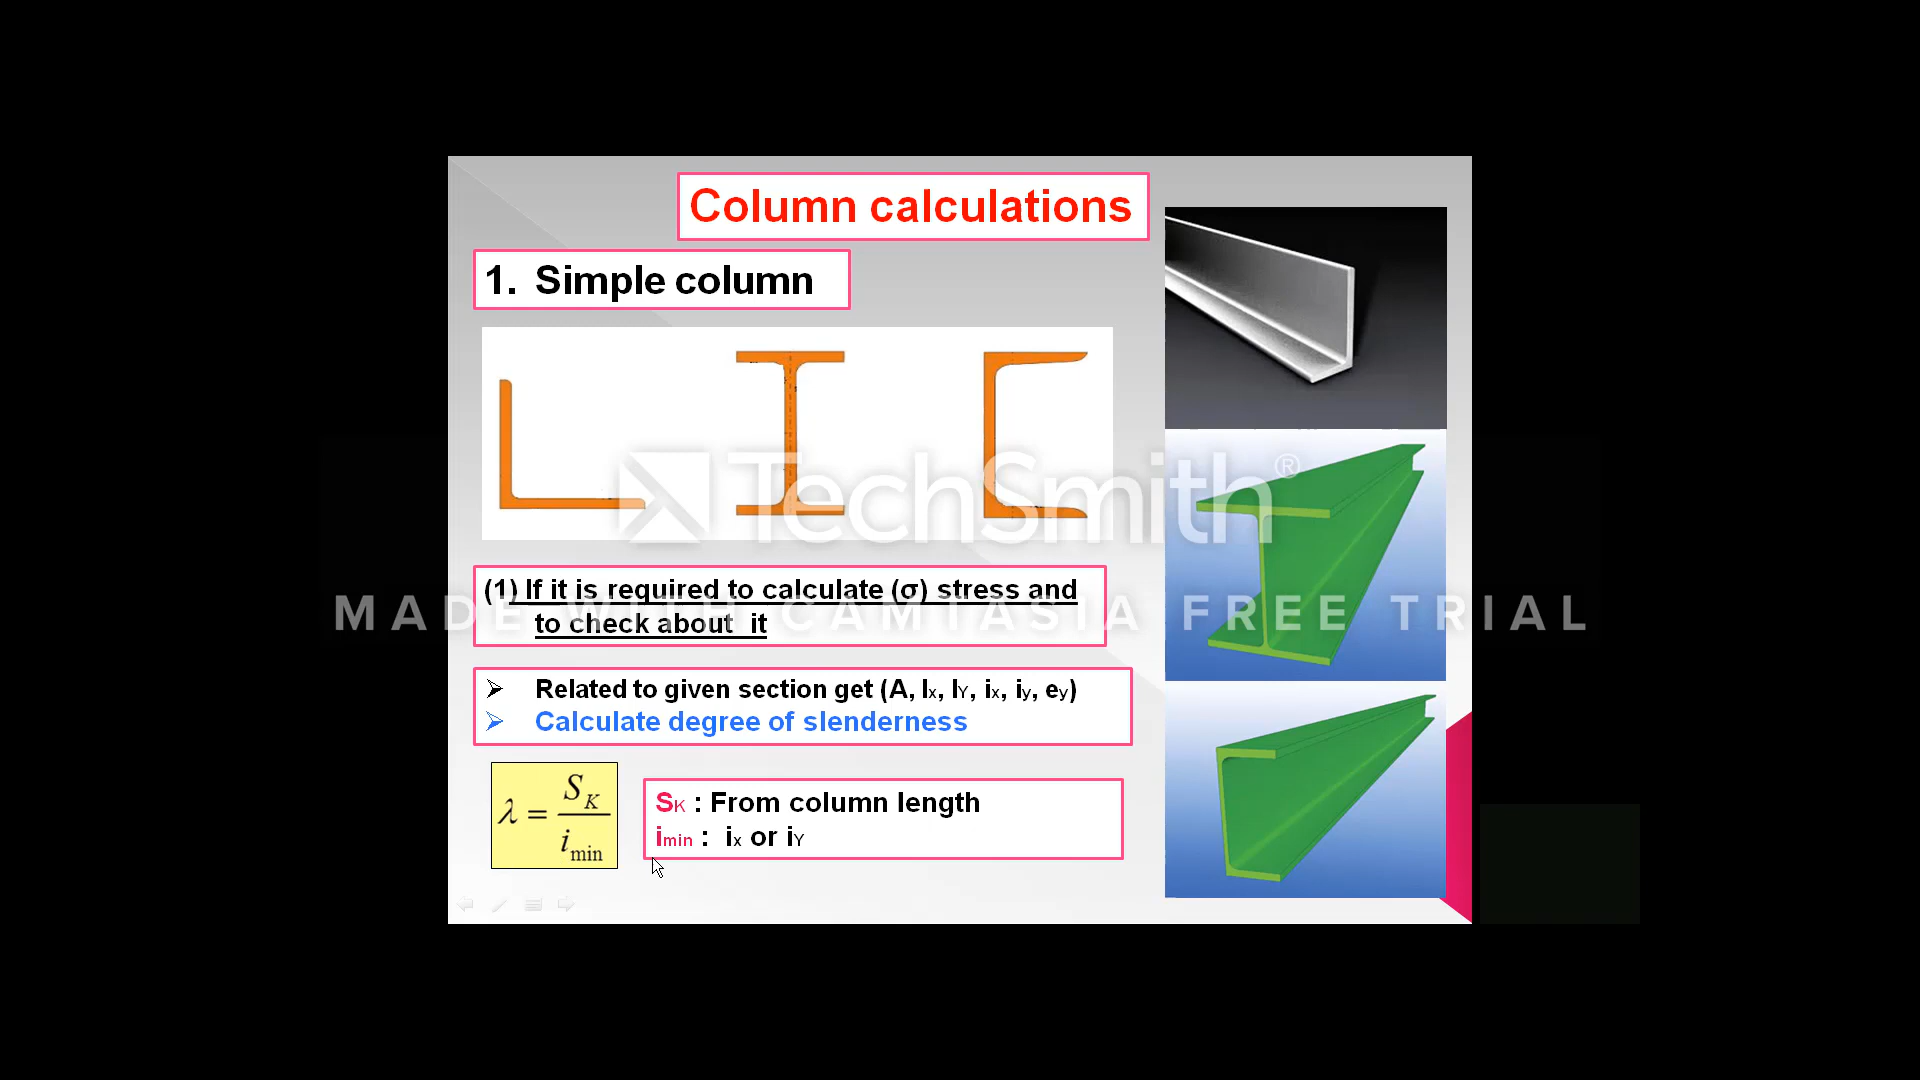 Column calculations
1. Simple column
TechSmith®
(1) If it is required to calculate (σ) stress and
to check about it
MADE WITH CAMTASIA FREE TRIAL
➢ Related to given section get (A, Ix, IY, ix, iy, ey)
➢ Calculate degree of slenderness
λ = SK / imin
SK : From column length
imin : ix or iY